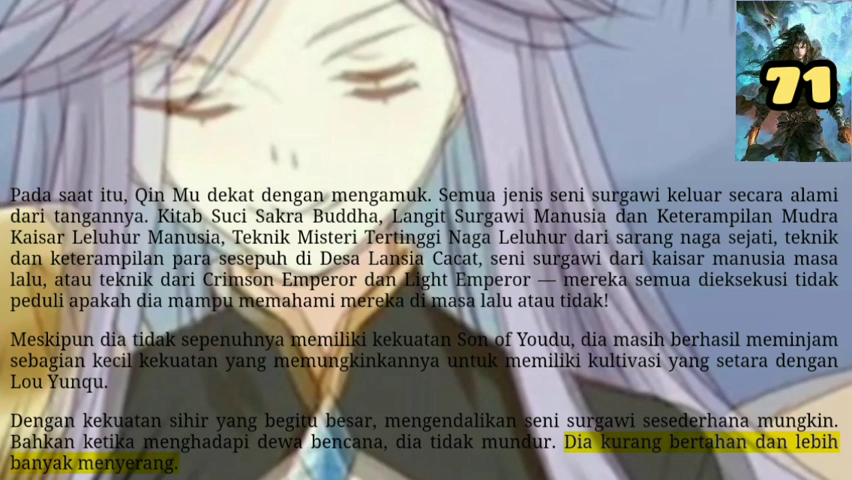 71
Pada saat itu, Qin Mu dekat dengan mengamuk. Semua jenis seni surgawi keluar secara alami
dari tangannya. Kitab Suci Sakra Buddha, Langit Surgawi Manusia dan Keterampilan Mudra
Kaisar Leluhur Manusia, Teknik Misteri Tertinggi Naga Leluhur dari sarang naga sejati, teknik
dan keterampilan para sesepuh di Desa Lansia Cacat, seni surgawi dari kaisar manusia masa
lalu, atau teknik dari Crimson Emperor dan Light Emperor — mereka semua dieksekusi tidak
peduli apakah dia mampu memahami mereka di masa lalu atau tidak!
Meskipun dia tidak sepenuhnya memiliki kekuatan Son of Youdu, dia masih berhasil meminjam
sebagian kecil kekuatan yang memungkinkannya untuk memiliki kultivasi yang setara dengan
Lou Yunqu.
Dengan kekuatan sihir yang begitu besar, mengendalikan seni surgawi sesederhana mungkin.
Bahkan ketika menghadapi dewa bencana, dia tidak mundur. Dia kurang bertahan dan lebih
banyak menyerang.